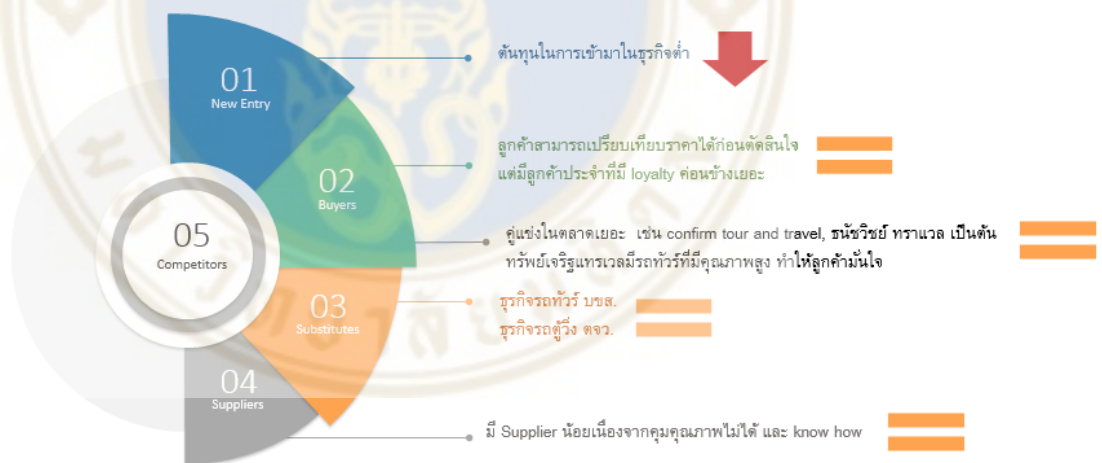 01
New Entry
ต้นทุนในการเข้ามาในธุรกิจต่ำ
02
Buyers
ลูกค้าสามารถเปรียบเทียบราคาได้ก่อนตัดสินใจ
แต่มีลูกค้าประจำที่มี loyalty ค่อนข้างเยอะ
05
Competitors
คู่แข่งในตลาดเยอะ เช่น confirm tour and travel, ธนัชวิชย์ ทราแวล เป็นต้น
ทรัพย์เจริฐแทรเวลมีรถทัวร์ที่มีคุณภาพสูง ทำให้ลูกค้ามั่นใจ
03
Substitutes
ธุรกิจรถทัวร์ บขส.
ธุรกิจรถตู้วิ่ง ตจว.
04
Suppliers
มี Supplier น้อยเนื่องจากคุมคุณภาพไม่ได้ และ know how